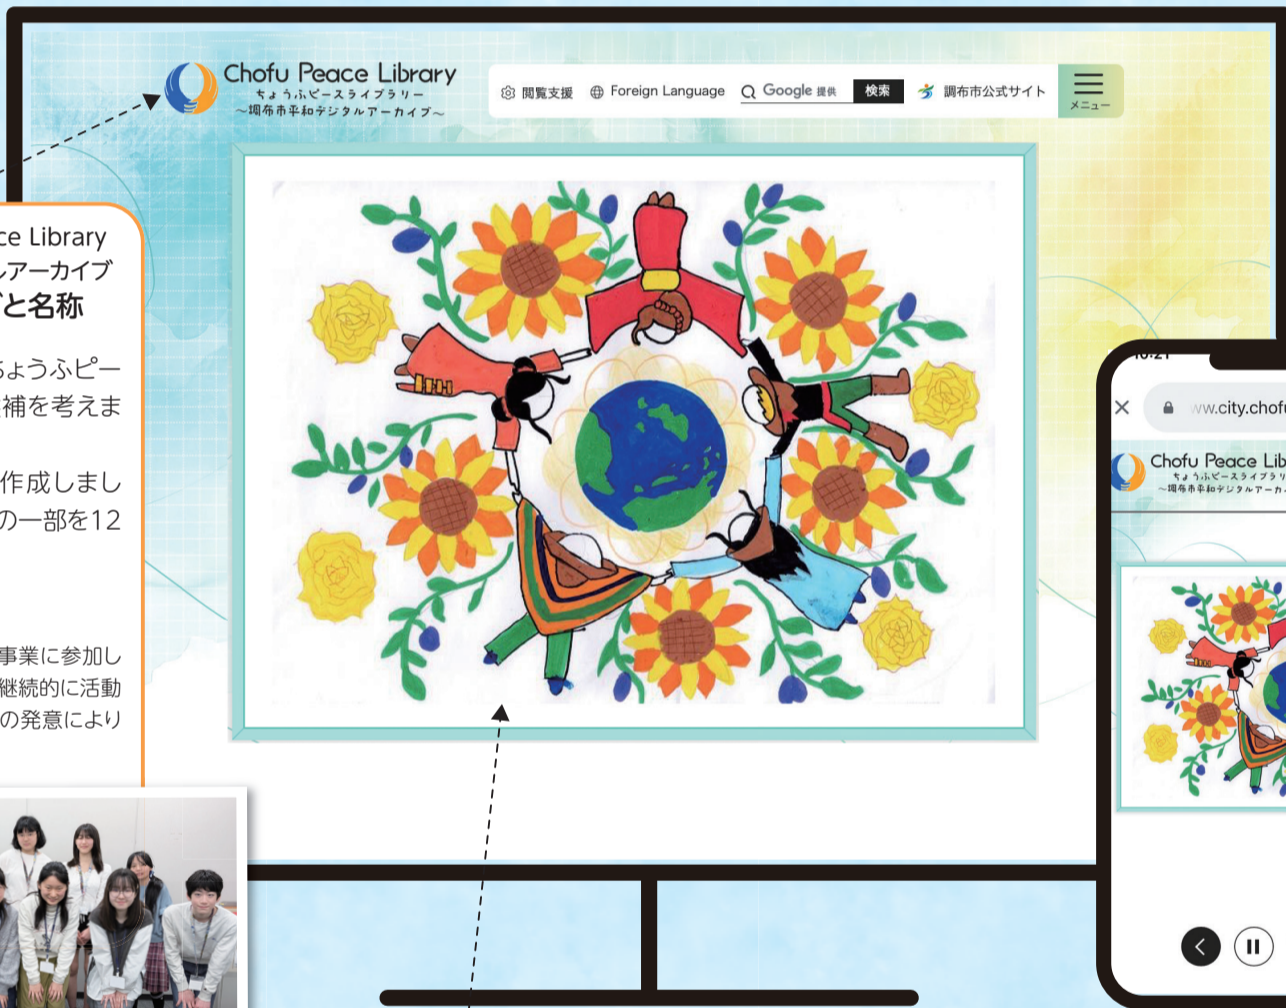 Chofu Peace Library
ちょうふピースライブラリー
～調布市平和デジタルアーカイブ～
閲覧支援
Foreign Language
Google 提供
検索
調布市公式サイト
メニュー
ce Library
ルアーカイブ
ゴと名称
ちょうふピー
補を考えま
作成しまし
の一部を12
事業に参加し
継続的に活動
の発意により
10:21
ww.city.chofu
Chofu Peace Lib
ちょうふピースライブラリ
～調布市平和デジタルアーカ